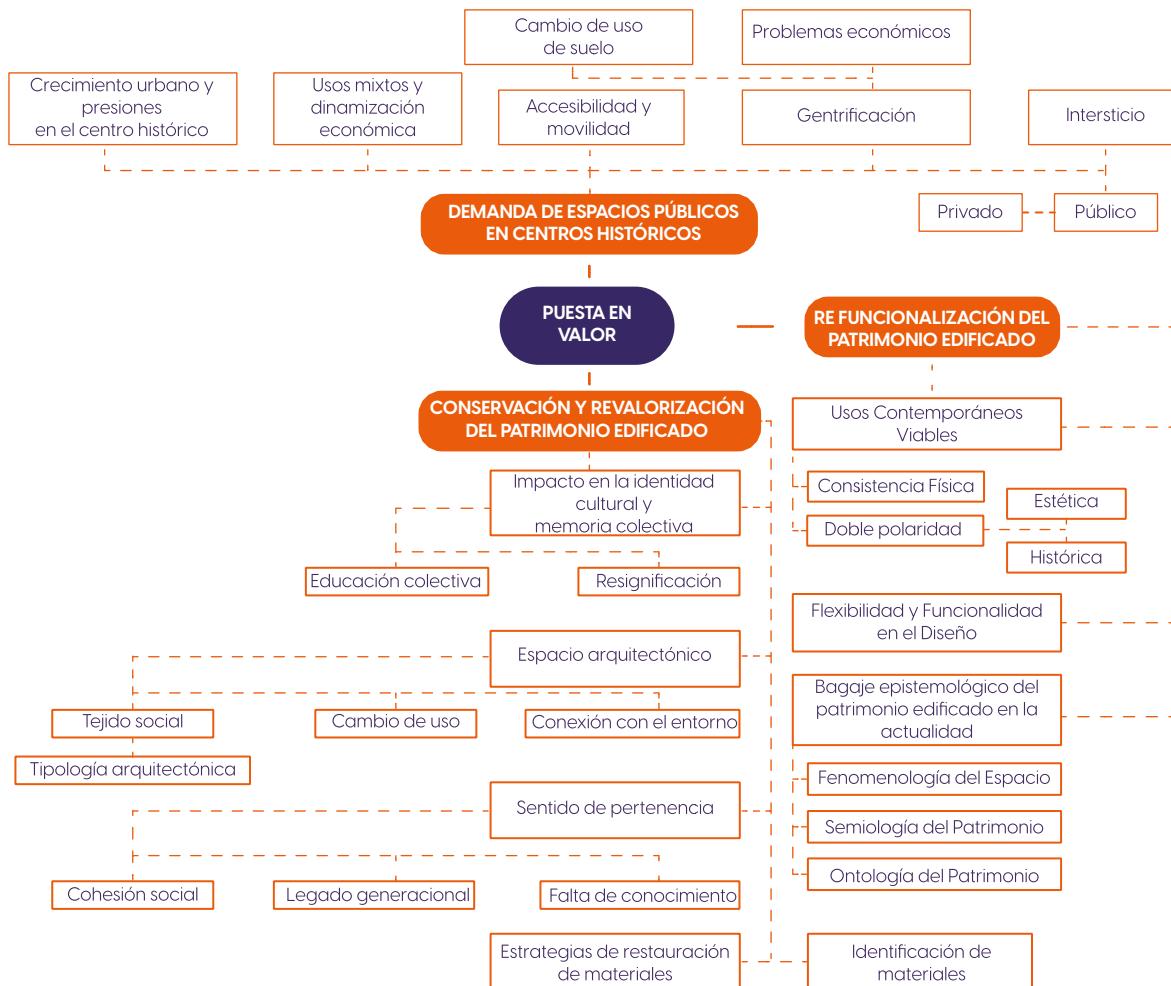 Cambio de uso
de suelo
Problemas económicos
Crecimiento urbano y
presiones
en el centro histórico
Usos mixtos y
dinamización
económica
Accesibilidad y
movilidad
Gentrificación
Intersticio
DEMANDA DE ESPACIOS PÚBLICOS
EN CENTROS HISTÓRICOS
Privado
Público
PUESTA EN
VALOR
RE FUNCIONALIZACIÓN DEL
PATRIMONIO EDIFICADO
CONSERVACIÓN Y REVALORIZACIÓN
DEL PATRIMONIO EDIFICADO
Usos Contemporáneos
Viables
Impacto en la identidad
cultural y
memoria colectiva
Consistencia Física
Estética
Doble polaridad
Histórica
Educación colectiva
Resignificación
Flexibilidad y Funcionalidad
en el Diseño
Espacio arquitectónico
Bagaje epistemológico del
patrimonio edificado en la
actualidad
Tejido social
Cambio de uso
Conexión con el entorno
Tipología arquitectónica
Fenomenología del Espacio
Sentido de pertenencia
Semiología del Patrimonio
Ontología del Patrimonio
Cohesión social
Legado generacional
Falta de conocimiento
Estrategias de restauración
de materiales
Identificación de
materiales